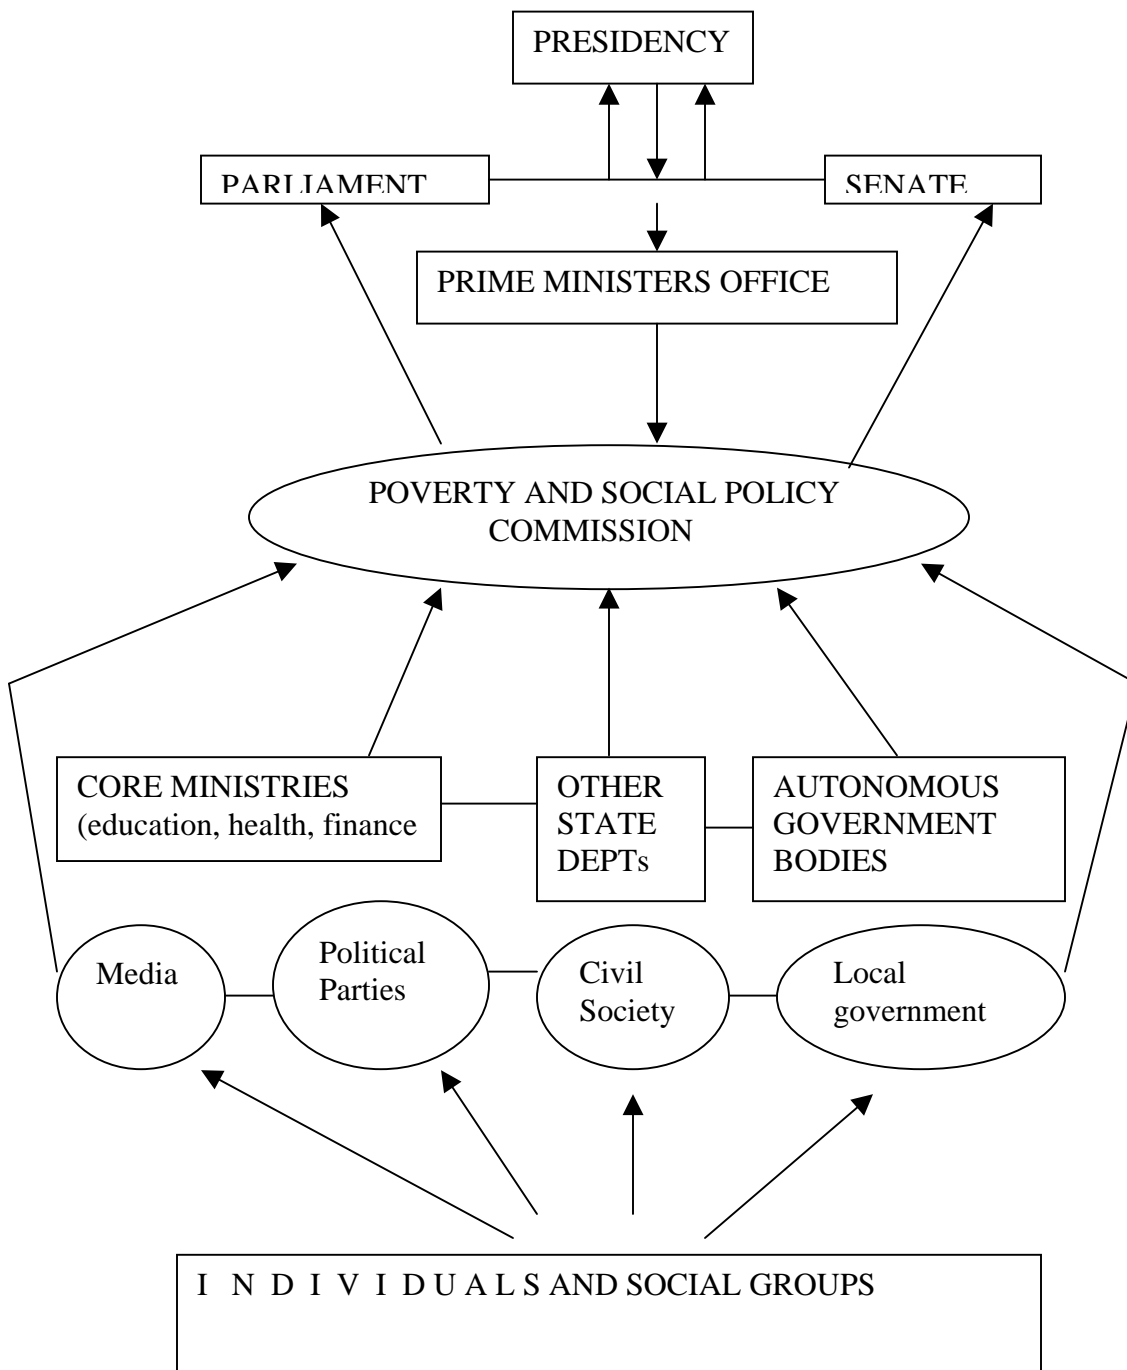 PRESIDENCY
PARLIAMENT
SENATE
PRIME MINISTERS OFFICE
POVERTY AND SOCIAL POLICY
COMMISSION
CORE MINISTRIES
(education, health, finance
OTHER
STATE
DEPTs
AUTONOMOUS
GOVERNMENT
BODIES
Media
Political
Parties
Civil
Society
Local
government
I N D I V I D U A L S AND SOCIAL GROUPS